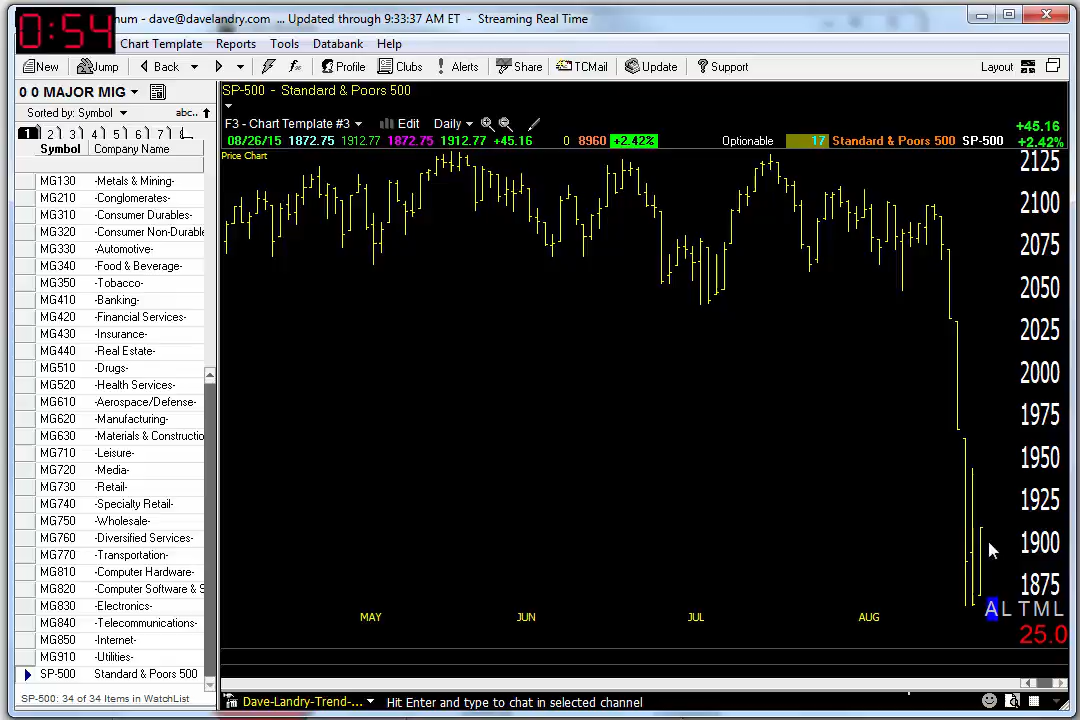 0:54
num - dave@davelandry.com ... Updated through 9:33:37 AM ET - Streaming Real Time
Chart Template Reports Tools Databank Help
New Jump Back Profile Clubs Alerts Share TCMail Update Support Layout
0 0 MAJOR MIG
SP-500 - Standard & Poors 500
Sorted by: Symbol abc..
F3 - Chart Template #3 Edit Daily
+45.16
1 2 3 4 5 6 7
08/26/15 1872.75 1912.77 1872.75 1912.77 +45.16 0 8960 +2.42% Optionable 17 Standard & Poors 500 SP-500 +2.42%
Symbol Company Name
Price Chart
2125
2100
2075
2050
2025
2000
1975
1950
1925
1900
1875
MG130 -Metals & Mining-
MG210 -Conglomerates-
MG310 -Consumer Durables-
MG320 -Consumer Non-Durable
MG330 -Automotive-
MG340 -Food & Beverage-
MG350 -Tobacco-
MG410 -Banking-
MG420 -Financial Services-
MG430 -Insurance-
MG440 -Real Estate-
MG510 -Drugs-
MG520 -Health Services-
MG610 -Aerospace/Defense-
MG620 -Manufacturing-
MG630 -Materials & Constructio
MG710 -Leisure-
MG720 -Media-
MG730 -Retail-
MG740 -Specialty Retail-
MG750 -Wholesale-
MG760 -Diversified Services-
MG770 -Transportation-
MG810 -Computer Hardware-
MG820 -Computer Software & S
MG830 -Electronics-
MG840 -Telecommunications-
MG850 -Internet-
MG910 -Utilities-
SP-500 Standard & Poors 500
A L T M L
MAY JUN JUL AUG
25.0
SP-500: 34 of 34 Items in WatchList
Dave-Landry-Trend-... Hit Enter and type to chat in selected channel